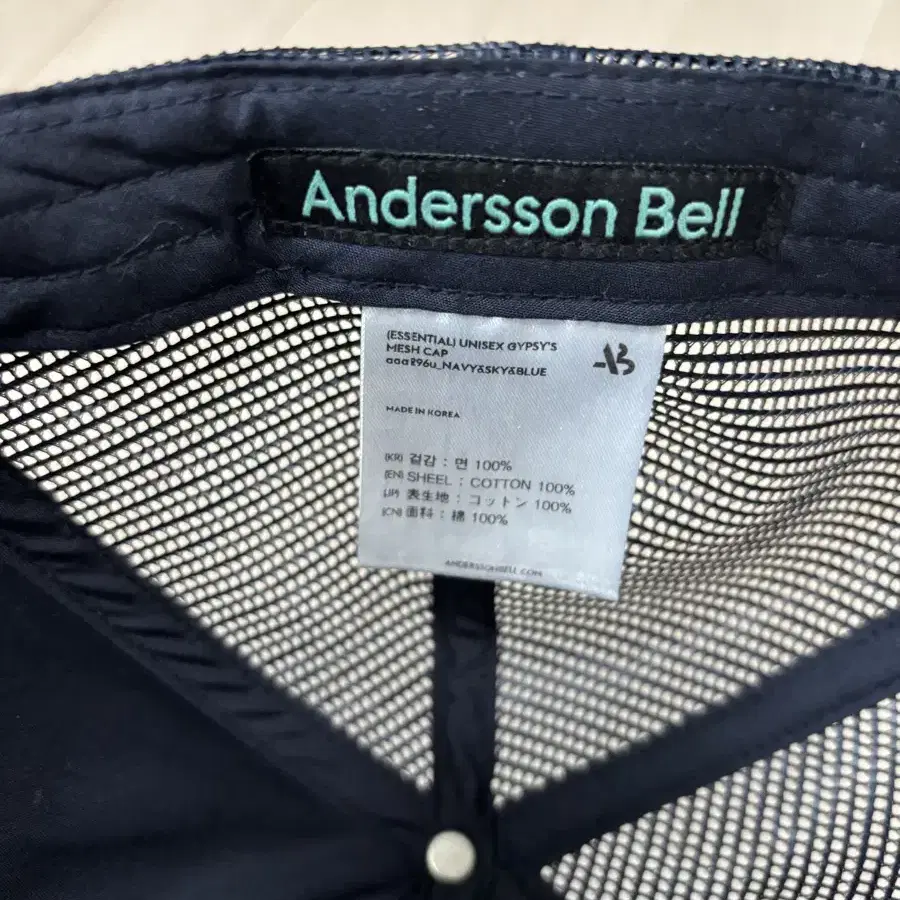 Andersson Bell
(ESSENTIAL) UNISEX GYPSY'S
MESH CAP
aaa896u_NAVY&SKY&BLUE
AB
MADE IN KOREA
(KR) 겉감 : 면 100%
(EN) SHEEL : COTTON 100%
(JP) 表生地 : コットン 100%
(CN) 面料 : 棉 100%
ANDERSSONBELL.COM